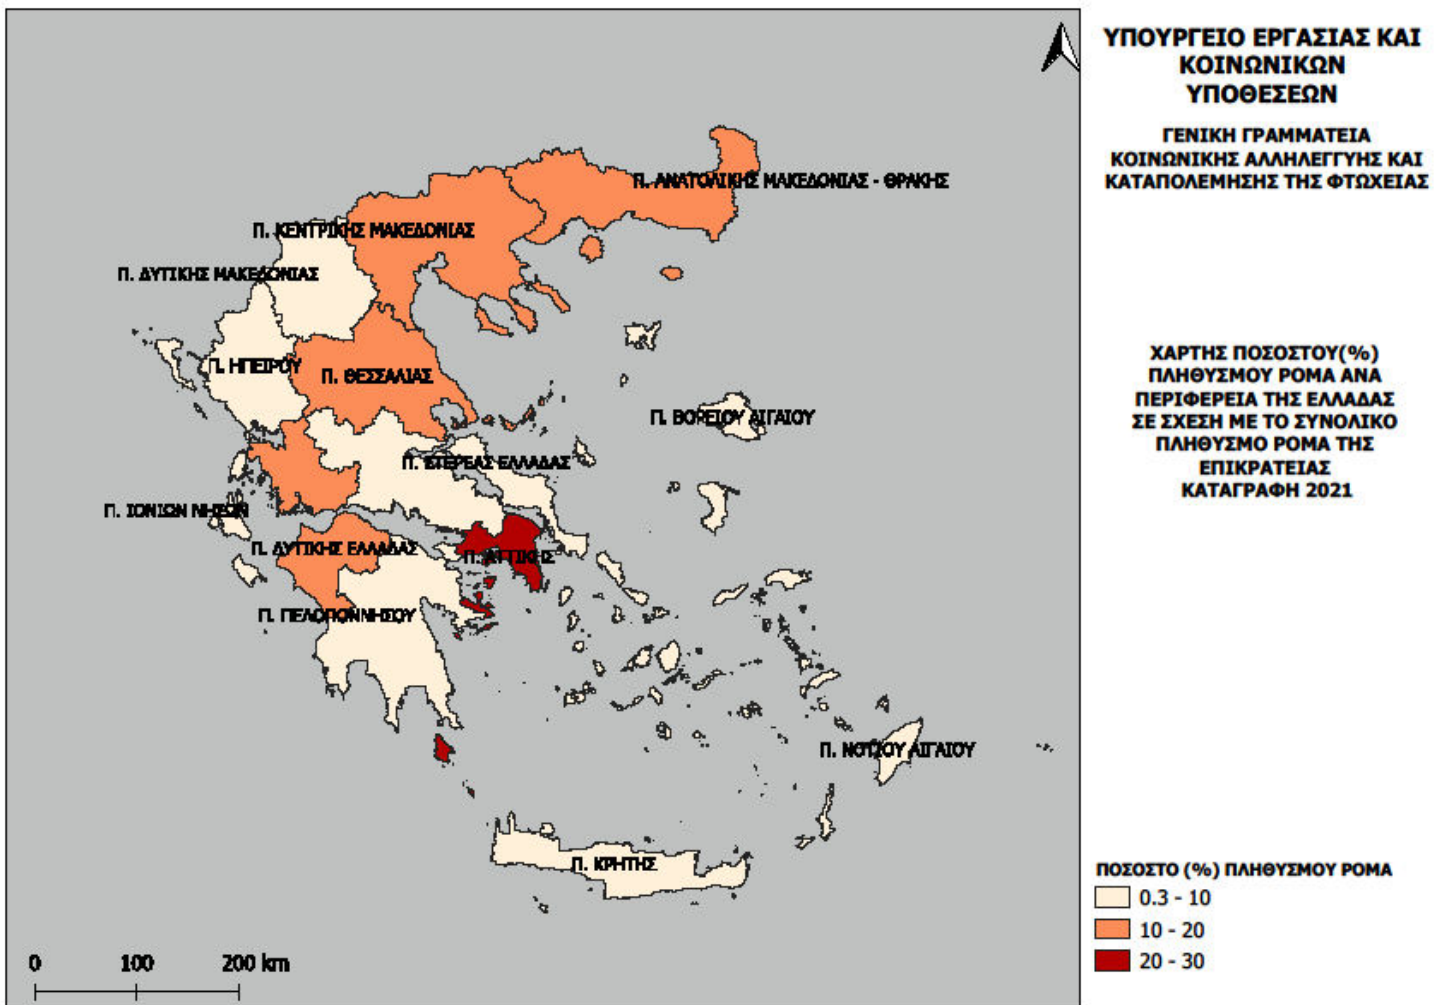 ΥΠΟΥΡΓΕΙΟ ΕΡΓΑΣΙΑΣ ΚΑΙ
ΚΟΙΝΩΝΙΚΩΝ
ΥΠΟΘΕΣΕΩΝ
ΓΕΝΙΚΗ ΓΡΑΜΜΑΤΕΙΑ
ΚΟΙΝΩΝΙΚΗΣ ΑΛΛΗΛΕΓΓΥΗΣ ΚΑΙ
ΚΑΤΑΠΟΛΕΜΗΣΗΣ ΤΗΣ ΦΤΩΧΕΙΑΣ
ΧΑΡΤΗΣ ΠΟΣΟΣΤΟΥ(%)
ΠΛΗΘΥΣΜΟΥ ΡΟΜΑ ΑΝΑ
ΠΕΡΙΦΕΡΕΙΑ ΤΗΣ ΕΛΛΑΔΑΣ
ΣΕ ΣΧΕΣΗ ΜΕ ΤΟ ΣΥΝΟΛΙΚΟ
ΠΛΗΘΥΣΜΟ ΡΟΜΑ ΤΗΣ
ΕΠΙΚΡΑΤΕΙΑΣ
ΚΑΤΑΓΡΑΦΗ 2021
Π. ΑΝΑΤΟΛΙΚΗΣ ΜΑΚΕΔΟΝΙΑΣ - ΘΡΑΚΗΣ
Π. ΚΕΝΤΡΙΚΗΣ ΜΑΚΕΔΟΝΙΑΣ
Π. ΔΥΤΙΚΗΣ ΜΑΚΕΔΟΝΙΑΣ
Π. ΗΠΕΙΡΟΥ
Π. ΘΕΣΣΑΛΙΑΣ
Π. ΒΟΡΕΙΟΥ ΑΙΓΑΙΟΥ
Π. ΣΤΕΡΕΑΣ ΕΛΛΑΔΑΣ
Π. ΙΟΝΙΩΝ ΝΗΣΩΝ
Π. ΔΥΤΙΚΗΣ ΕΛΛΑΔΑΣ
Π. ΑΤΤΙΚΗΣ
Π. ΠΕΛΟΠΟΝΝΗΣΟΥ
Π. ΝΟΤΙΟΥ ΑΙΓΑΙΟΥ
Π. ΚΡΗΤΗΣ
ΠΟΣΟΣΤΟ (%) ΠΛΗΘΥΣΜΟΥ ΡΟΜΑ
0.3 - 10
10 - 20
20 - 30
0 100 200 km